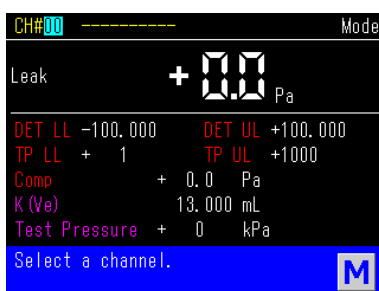 CH#00 ---------- Mode
Leak + 0.0 Pa
DET LL -100.000 DET UL +100.000
TP LL + 1 TP UL +1000
Comp + 0.0 Pa
K(Ve) 13.000 mL
Test Pressure + 0 kPa
Select a channel. M